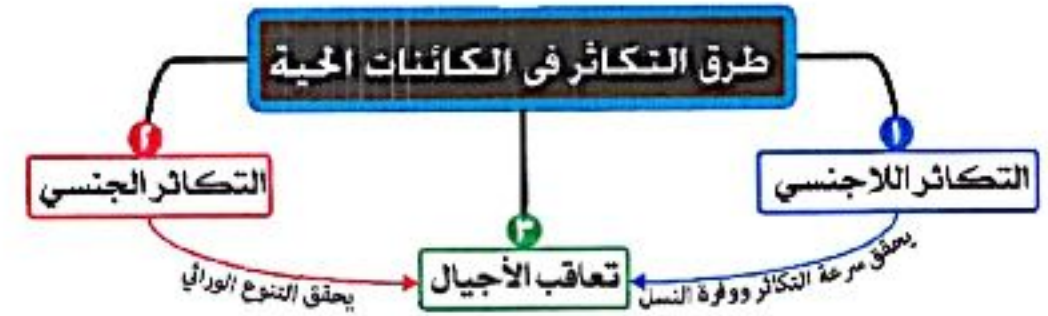 طرق التكاثر فى الكائنات الحية
١
التكاثر اللاجنسي
٢
التكاثر الجنسي
٣
تعاقب الأجيال
يحقق سرعة التكاثر ووفرة النسل
يحقق التنوع الوراثي